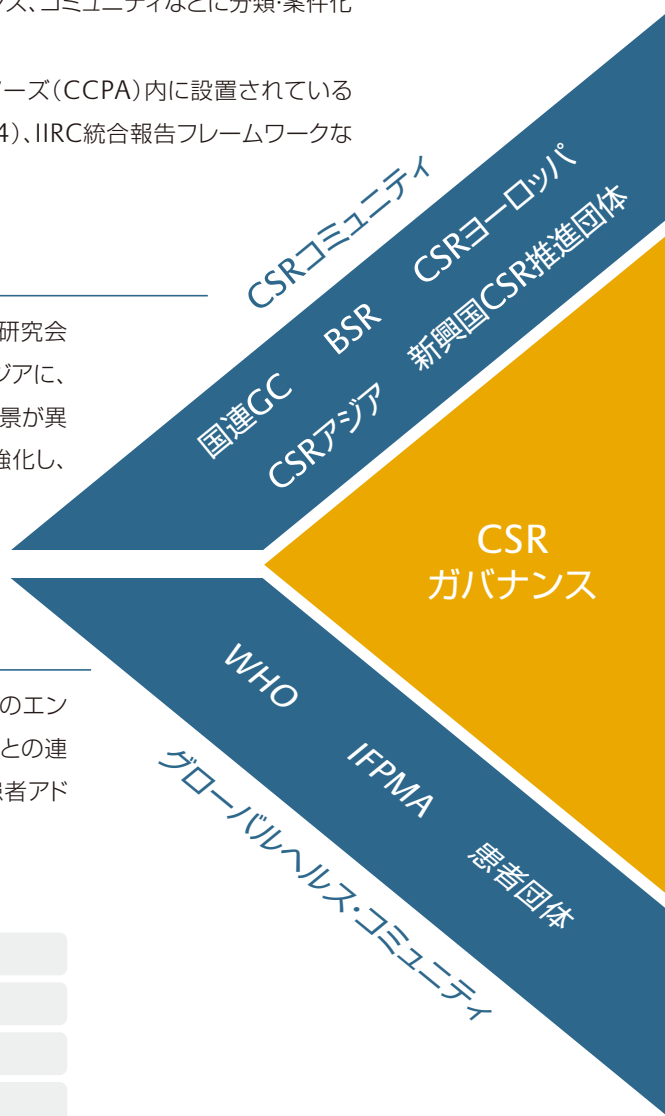 ス、コミュニティなどに分類・案件化
ーズ(CCPA)内に設置されている
4)、IIRC統合報告フレームワークな
研究会
ジアに、
景が異
強化し、
CSRコミュニティ
国連GC BSR CSRヨーロッパ
CSRアジア 新興国CSR推進団体
CSR
ガバナンス
のエン
との連
患者アド
WHO IFPMA 患者団体
グローバルヘルス・コミュニティ